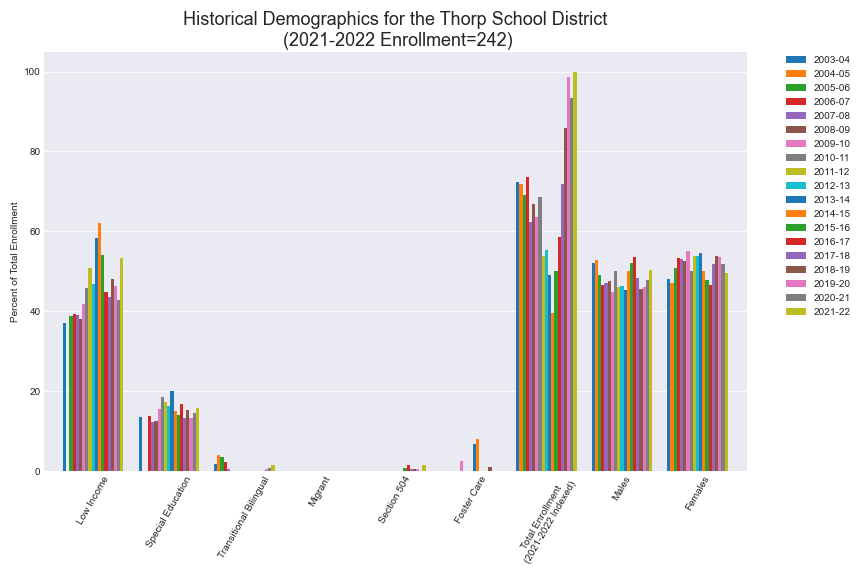 Historical Demographics for the Thorp School District
(2021-2022 Enrollment=242)
Percent of Total Enrollment
100
80
60
40
20
0
Low Income
Special Education
Transitional Bilingual
Migrant
Section 504
Foster Care
Total Enrollment
(2021-2022 Indexed)
Males
Females
2003-04
2004-05
2005-06
2006-07
2007-08
2008-09
2009-10
2010-11
2011-12
2012-13
2013-14
2014-15
2015-16
2016-17
2017-18
2018-19
2019-20
2020-21
2021-22